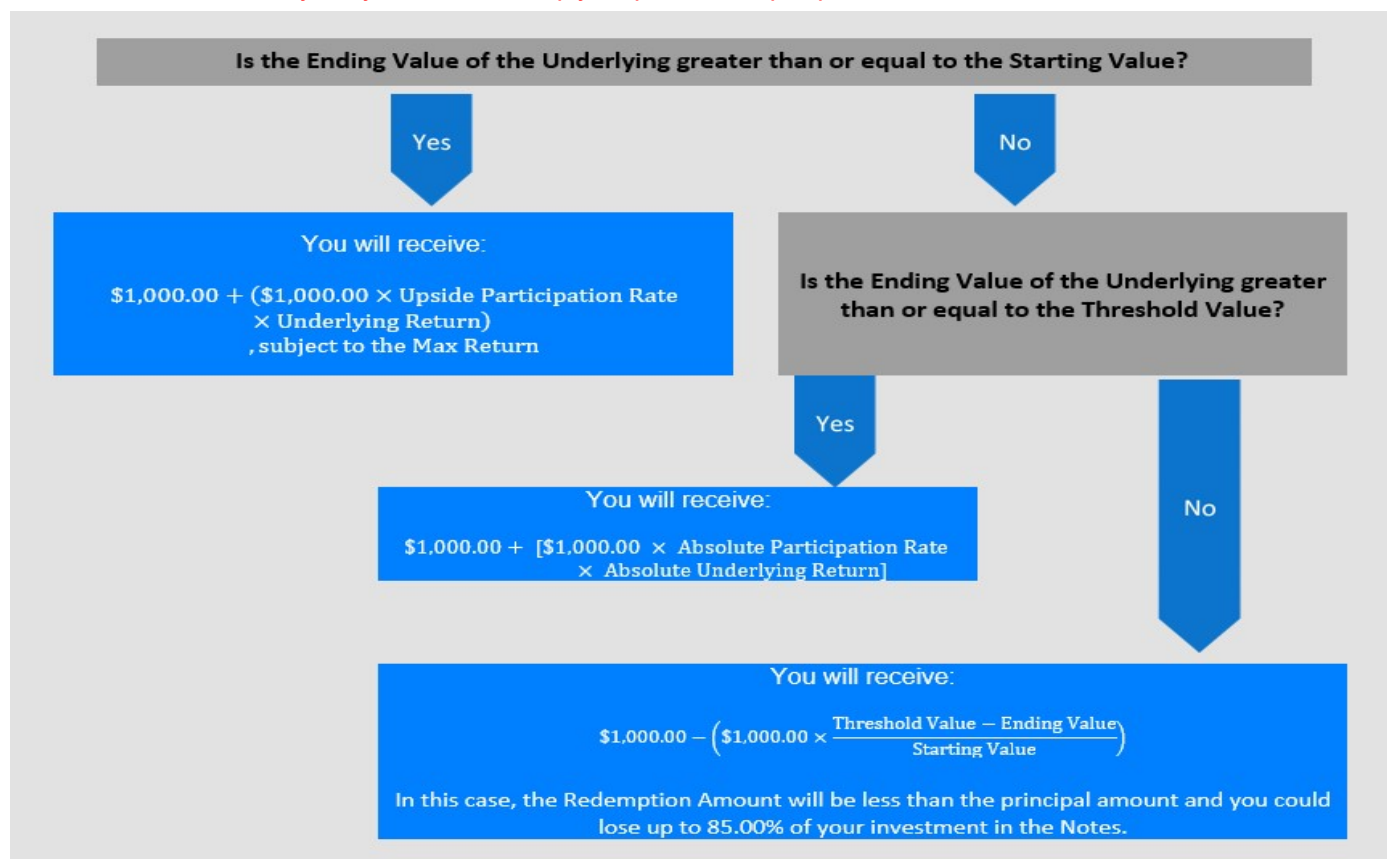 Is the Ending Value of the Underlying greater than or equal to the Starting Value?
Yes
No
You will receive:
$1,000.00 + ($1,000.00 × Upside Participation Rate
× Underlying Return)
, subject to the Max Return
Is the Ending Value of the Underlying greater
than or equal to the Threshold Value?
Yes
No
You will receive:
$1,000.00 + [$1,000.00 × Absolute Participation Rate
× Absolute Underlying Return]
You will receive:
$1,000.00 − ($1,000.00 × Threshold Value − Ending Value
Starting Value)
In this case, the Redemption Amount will be less than the principal amount and you could
lose up to 85.00% of your investment in the Notes.